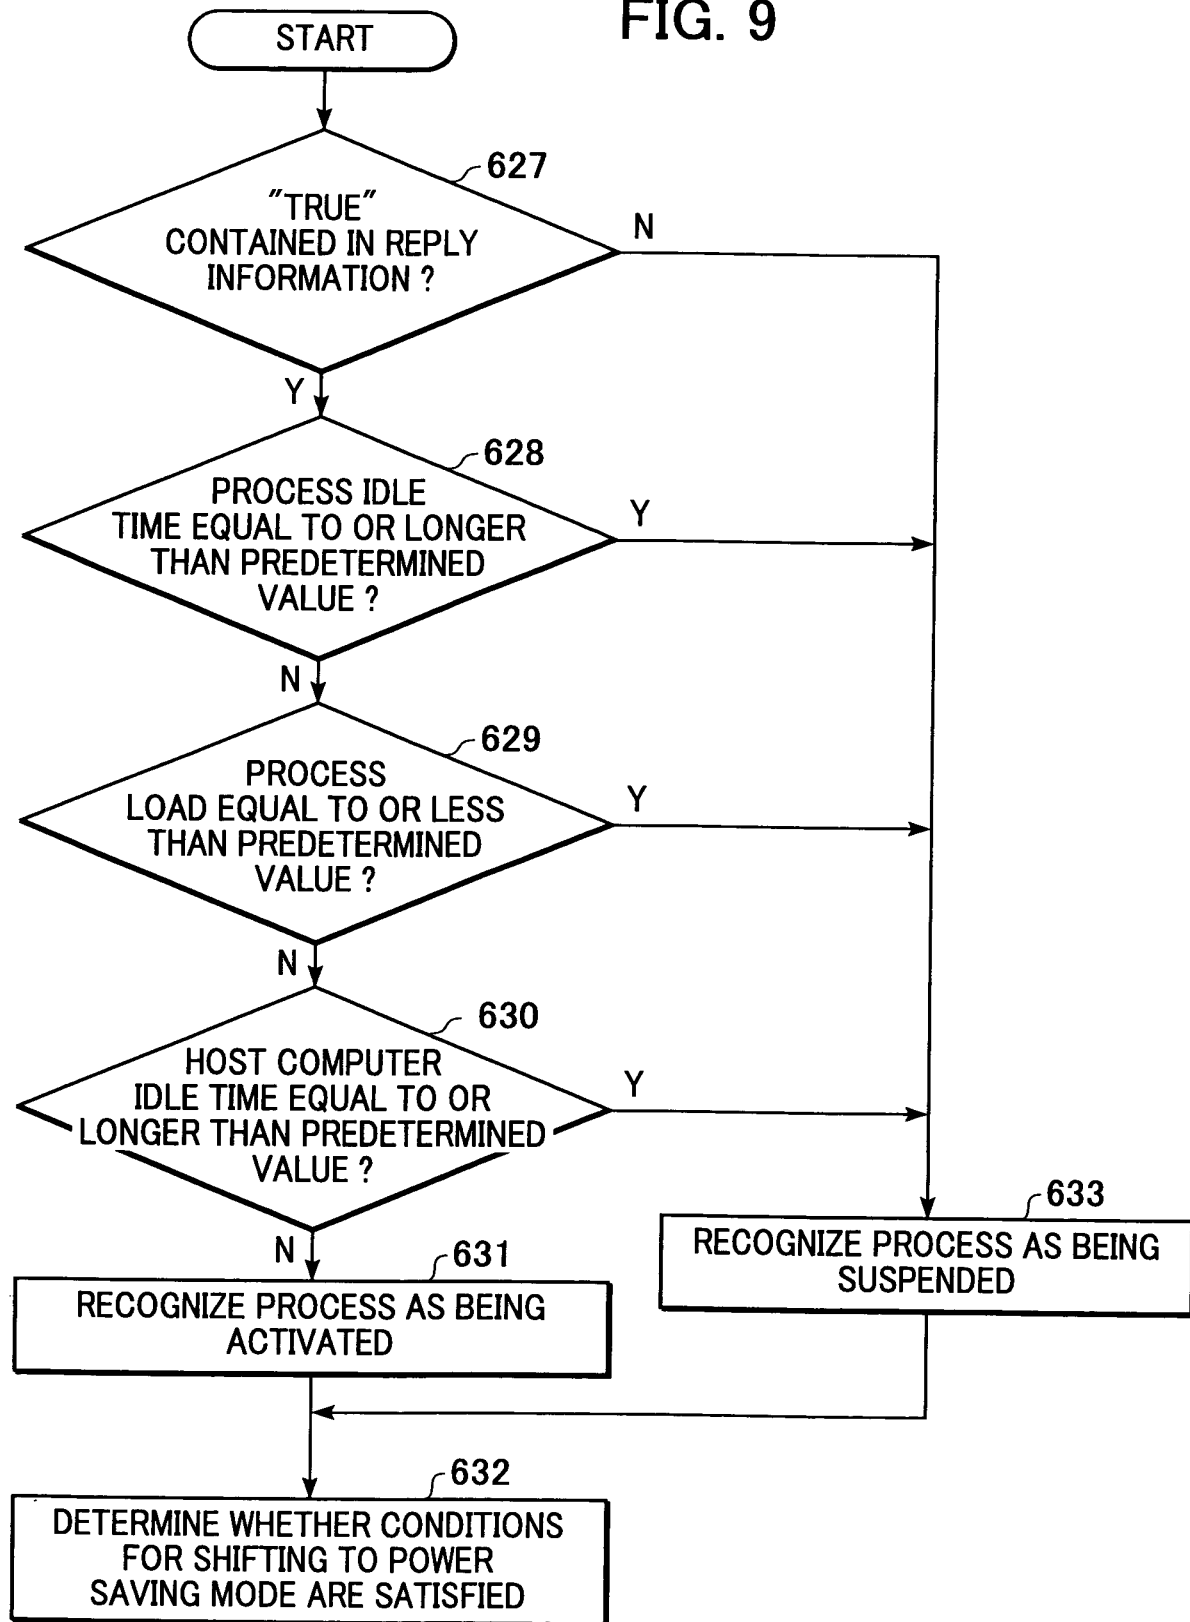 FIG. 9
START
627
"TRUE"
CONTAINED IN REPLY
INFORMATION ?
N
Y
628
PROCESS IDLE
TIME EQUAL TO OR LONGER
THAN PREDETERMINED
VALUE ?
Y
N
629
PROCESS
LOAD EQUAL TO OR LESS
THAN PREDETERMINED
VALUE ?
Y
N
630
HOST COMPUTER
IDLE TIME EQUAL TO OR
LONGER THAN PREDETERMINED
VALUE ?
Y
N
631
RECOGNIZE PROCESS AS BEING
ACTIVATED
633
RECOGNIZE PROCESS AS BEING
SUSPENDED
632
DETERMINE WHETHER CONDITIONS
FOR SHIFTING TO POWER
SAVING MODE ARE SATISFIED